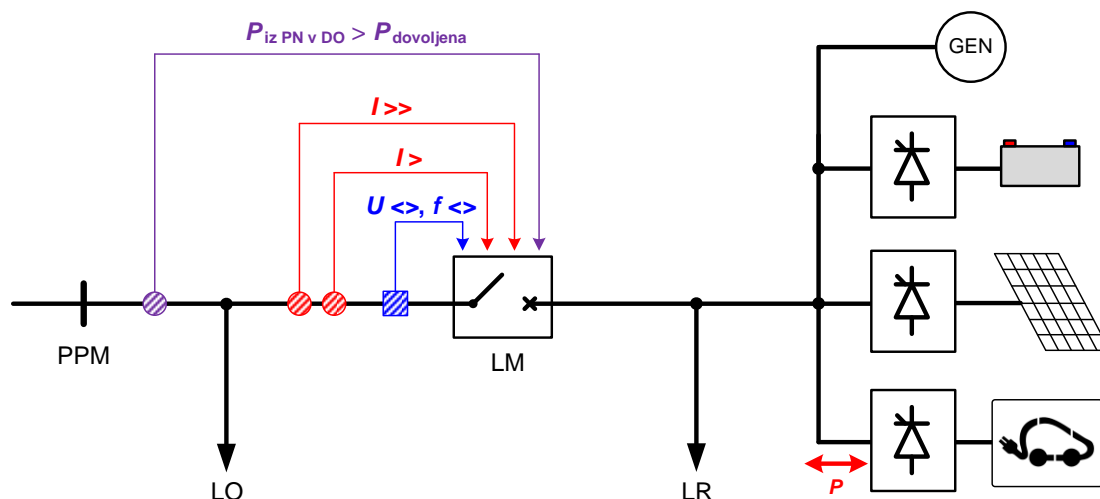 P iz PN v DO > P dovoljena
GEN
I >>
I >
U <>, f <>
PPM
LM
LO
LR
P